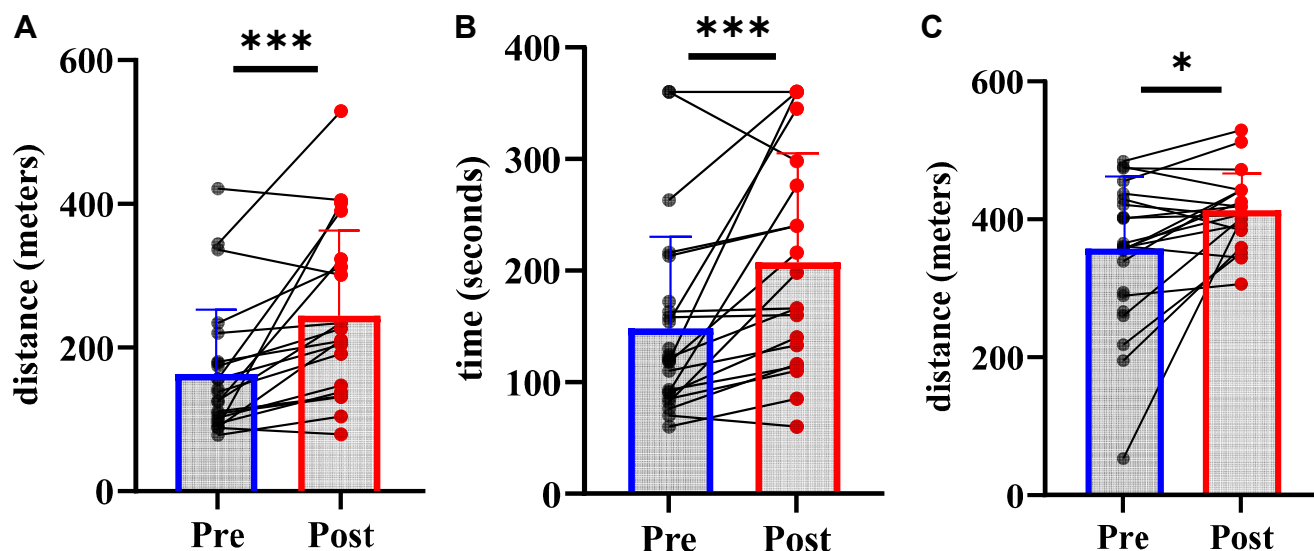 A
distance (meters)
600
400
200
0
***
Pre Post
B
time (seconds)
400
300
200
100
0
***
Pre Post
C
distance (meters)
600
400
200
0
*
Pre Post